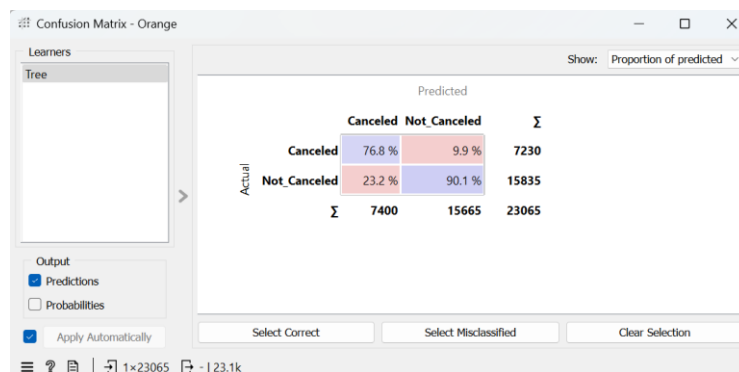 Confusion Matrix - Orange
Learners
Tree
Show: Proportion of predicted
Predicted
Canceled Not_Canceled Σ
Canceled 76.8 % 9.9 % 7230
Actual
Not_Canceled 23.2 % 90.1 % 15835
Σ 7400 15665 23065
>
Output
Predictions
Probabilities
Apply Automatically
Select Correct Select Misclassified Clear Selection
? 1×23065 - | 23.1k